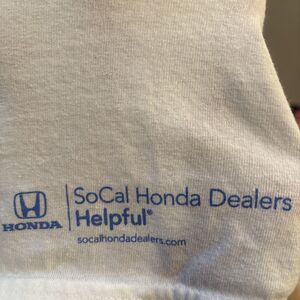 SoCal Honda Dealers
HONDA Helpful®
socalhondadealers.com